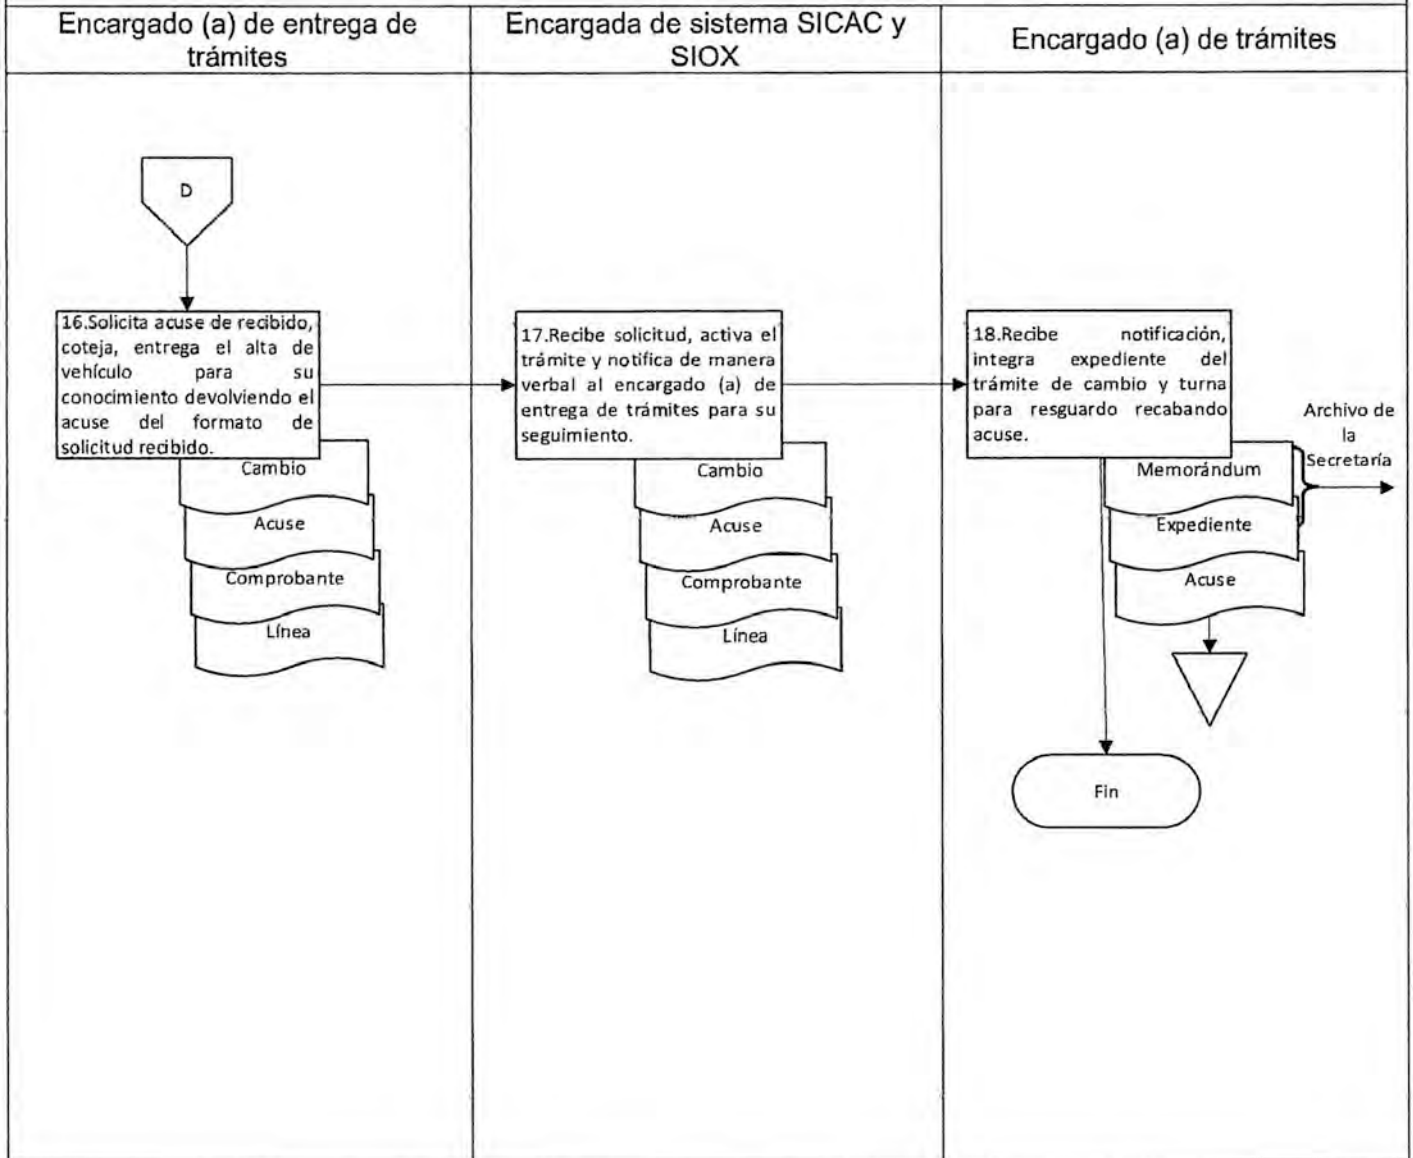 Encargado (a) de entrega de
trámites
Encargada de sistema SICAC y
SIOX
Encargado (a) de trámites
D
16.Solicita acuse de recibido,
coteja, entrega el alta de
vehículo para su
conocimiento devolviendo el
acuse del formato de
solicitud recibido.
Cambio
Acuse
Comprobante
Línea
17.Recibe solicitud, activa el
trámite y notifica de manera
verbal al encargado (a) de
entrega de trámites para su
seguimiento.
Cambio
Acuse
Comprobante
Línea
18.Recibe notificación,
integra expediente del
trámite de cambio y turna
para resguardo recabando
acuse.
Memorándum
Expediente
Acuse
Archivo de
la
Secretaría
Fin